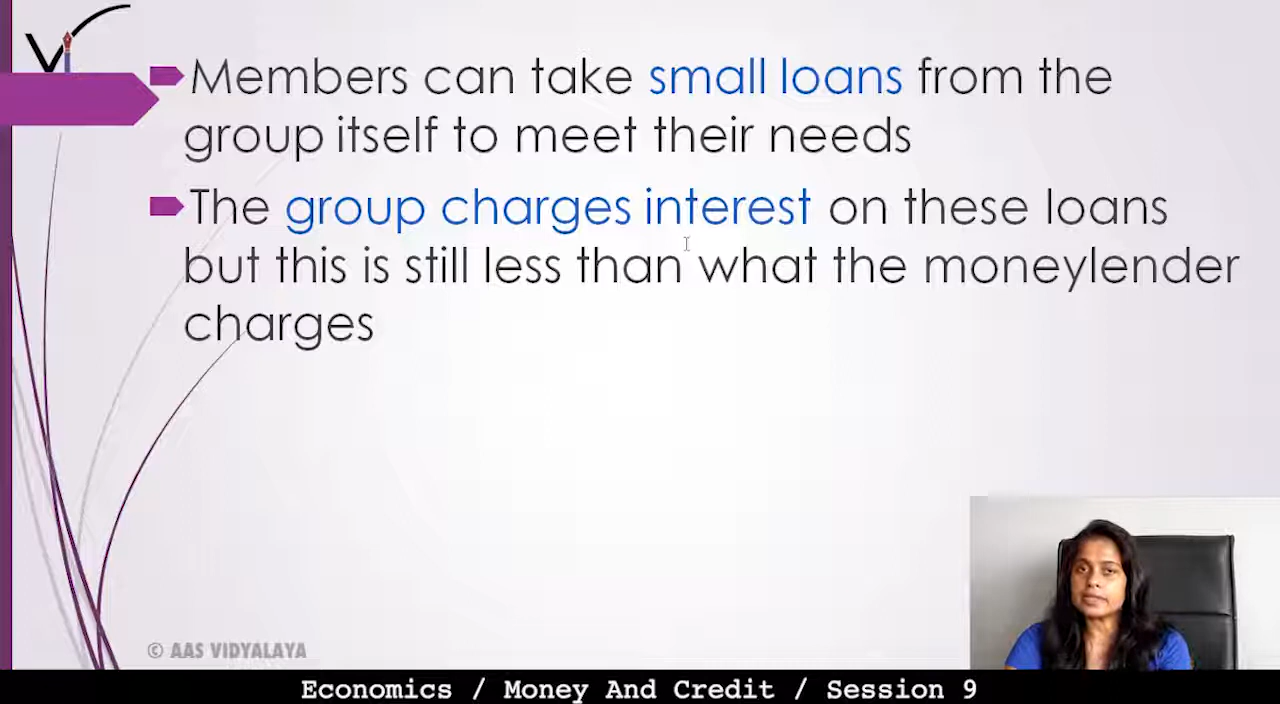 Members can take small loans from the
group itself to meet their needs
The group charges interest on these loans
but this is still less than what the moneylender
charges
© AAS VIDYALAYA
Economics / Money And Credit / Session 9